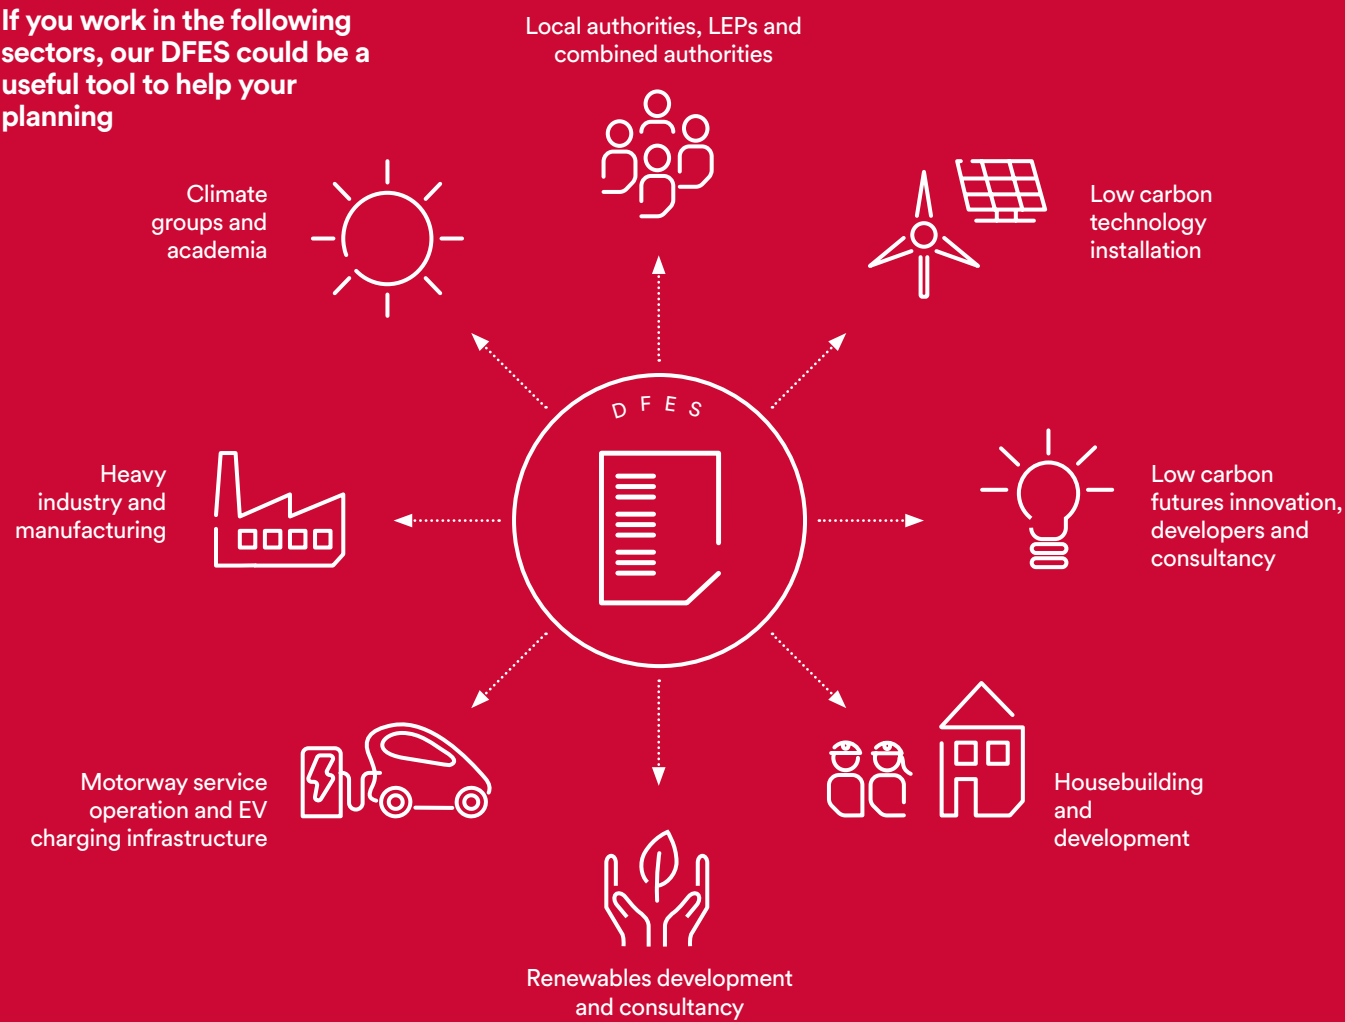 If you work in the following
sectors, our DFES could be a
useful tool to help your
planning
Local authorities, LEPs and
combined authorities
Climate
groups and
academia
Low carbon
technology
installation
DFES
Heavy
industry and
manufacturing
Low carbon
futures innovation,
developers and
consultancy
Motorway service
operation and EV
charging infrastructure
Housebuilding
and
development
Renewables development
and consultancy